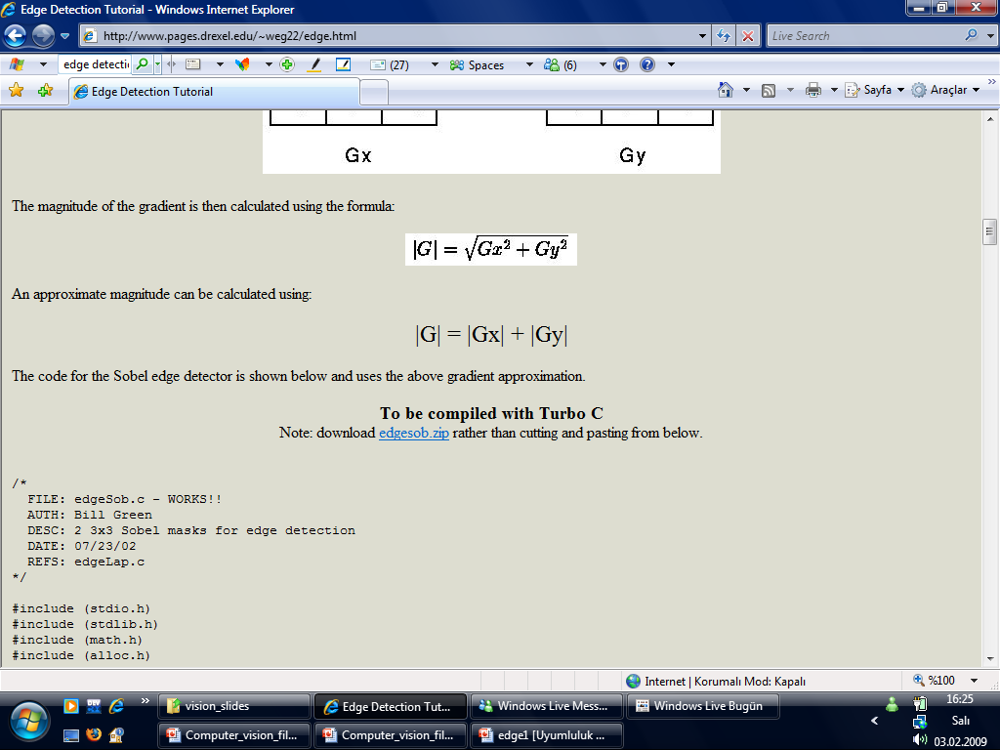 Edge Detection Tutorial - Windows Internet Explorer
http://www.pages.drexel.edu/~weg22/edge.html
Live Search
edge detecti
(27)
Spaces
(6)
Edge Detection Tutorial
Sayfa
Araçlar
Gx
Gy
The magnitude of the gradient is then calculated using the formula:
|G| = √Gx² + Gy²
An approximate magnitude can be calculated using:
|G| = |Gx| + |Gy|
The code for the Sobel edge detector is shown below and uses the above gradient approximation.
To be compiled with Turbo C
Note: download edgesob.zip rather than cutting and pasting from below.
/*
FILE: edgeSob.c - WORKS!!
AUTH: Bill Green
DESC: 2 3x3 Sobel masks for edge detection
DATE: 07/23/02
REFS: edgeLap.c
*/
#include (stdio.h)
#include (stdlib.h)
#include (math.h)
#include (alloc.h)
Internet | Korumalı Mod: Kapalı
%100
vision_slides
Edge Detection Tut...
Windows Live Mess...
Windows Live Bugün
16:25
Salı
Computer_vision_fil...
Computer_vision_fil...
edge1 [Uyumluluk ...
03.02.2009